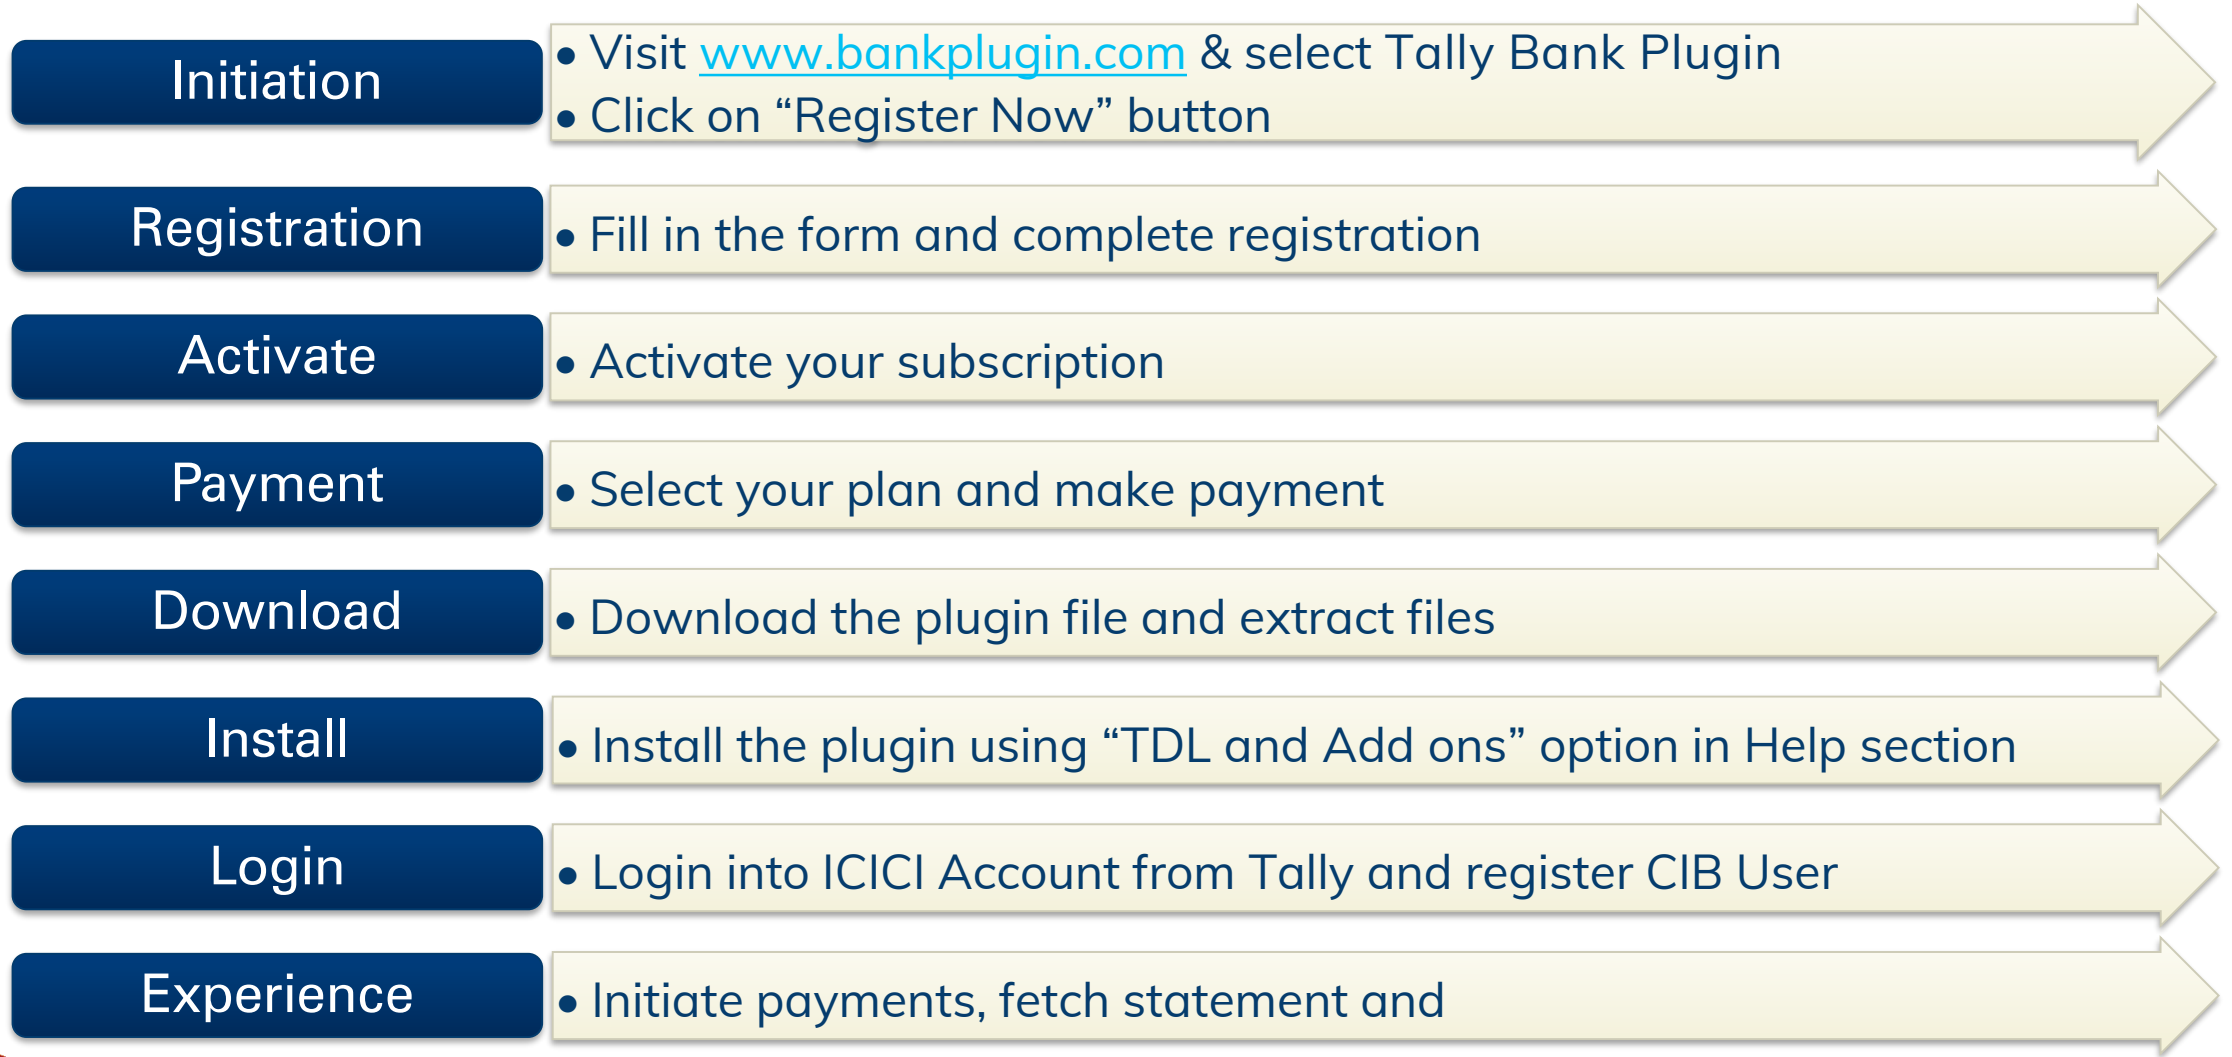 Initiation
• Visit www.bankplugin.com & select Tally Bank Plugin
• Click on “Register Now” button
Registration
• Fill in the form and complete registration
Activate
• Activate your subscription
Payment
• Select your plan and make payment
Download
• Download the plugin file and extract files
Install
• Install the plugin using “TDL and Add ons” option in Help section
Login
• Login into ICICI Account from Tally and register CIB User
Experience
• Initiate payments, fetch statement and